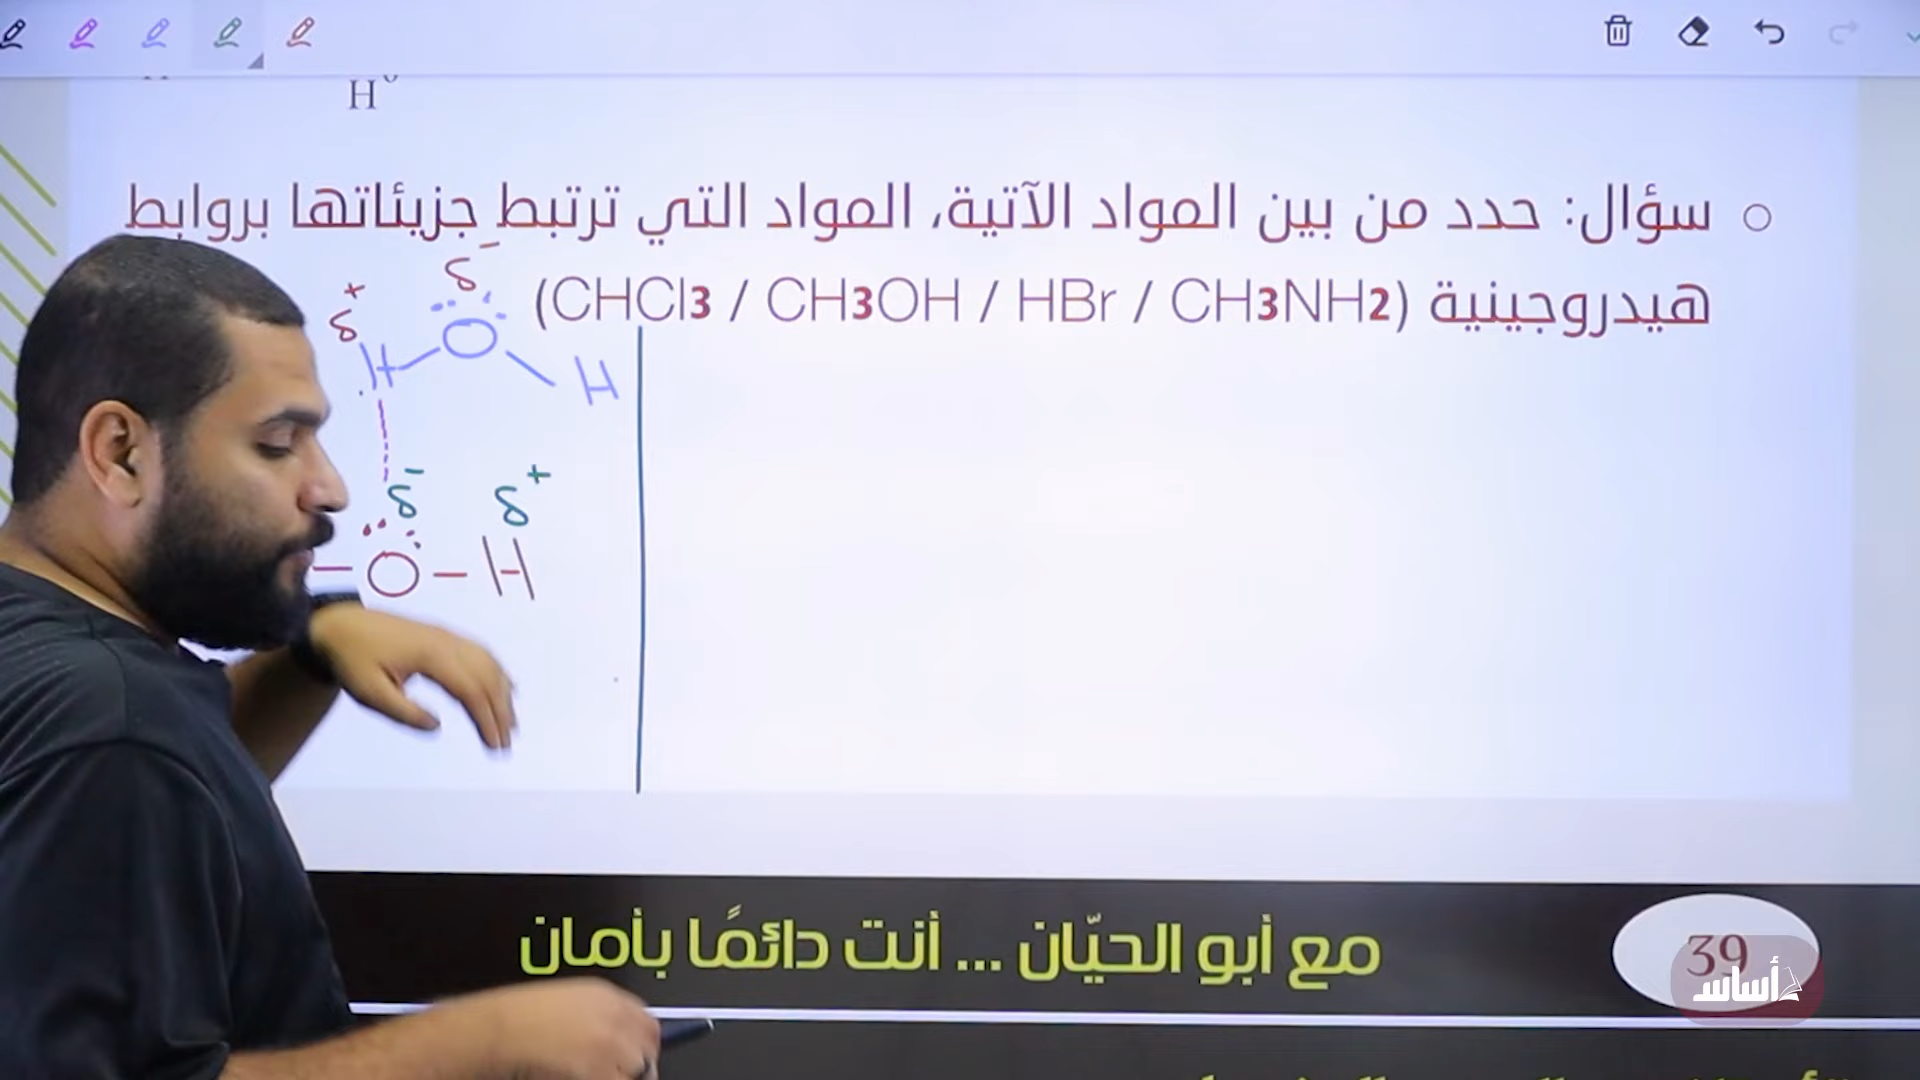 H
سؤال: حدد من بين المواد الآتية، المواد التي ترتبط جزيئاتها بروابط
هيدروجينية (CHCl3 / CH3OH / HBr / CH3NH2)
δ+ δ-
H O H
δ- δ+
O H
مع أبو الحيّان ... أنت دائمًا بأمان
39
أساس